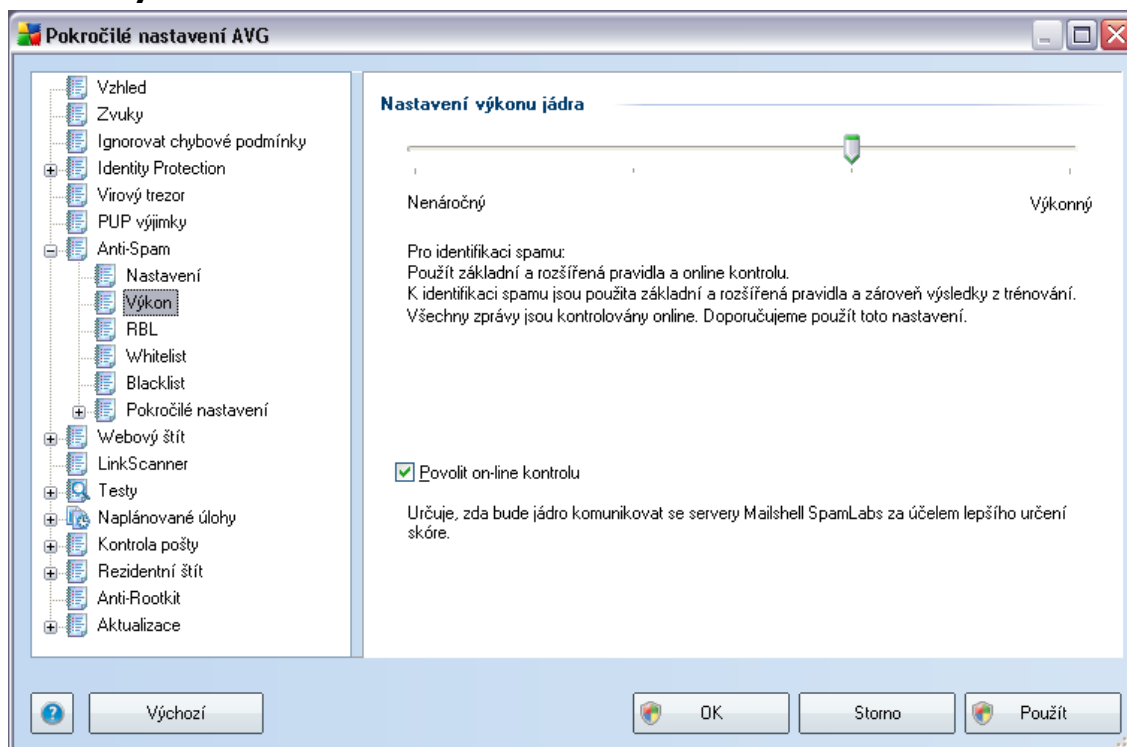 Pokročilé nastavení AVG
Vzhled
Zvuky
Ignorovat chybové podmínky
Identity Protection
Virový trezor
PUP výjimky
Anti-Spam
Nastavení
Výkon
RBL
Whitelist
Blacklist
Pokročilé nastavení
Webový štít
LinkScanner
Testy
Naplánované úlohy
Kontrola pošty
Rezidentní štít
Anti-Rootkit
Aktualizace
Nastavení výkonu jádra
Nenáročný
Výkonný
Pro identifikaci spamu:
Použít základní a rozšířená pravidla a online kontrolu.
K identifikaci spamu jsou použita základní a rozšířená pravidla a zároveň výsledky z trénování.
Všechny zprávy jsou kontrolovány online. Doporučujeme použít toto nastavení.
Povolit on-line kontrolu
Určuje, zda bude jádro komunikovat se servery Mailshell SpamLabs za účelem lepšího určení
skóre.
Výchozí
OK
Storno
Použít